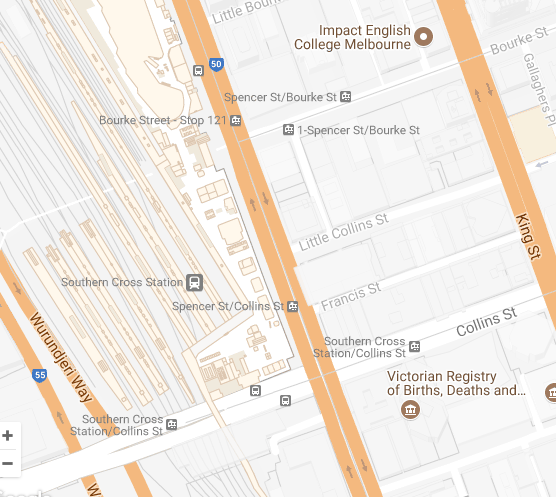 Little Bou
Impact English
College Melbourne
Bourke St
50
Gallaghers Pl
Spencer St/Bourke St
Bourke Street - Stop 121
1-Spencer St/Bourke St
King St
Little Collins St
Southern Cross Station
Francis St
Spencer St/Collins St
Collins St
Wurundjeri Way
Southern Cross
Station/Collins St
55
Victorian Registry
of Births, Deaths and...
Southern Cross
Station/Collins St
+
−
W